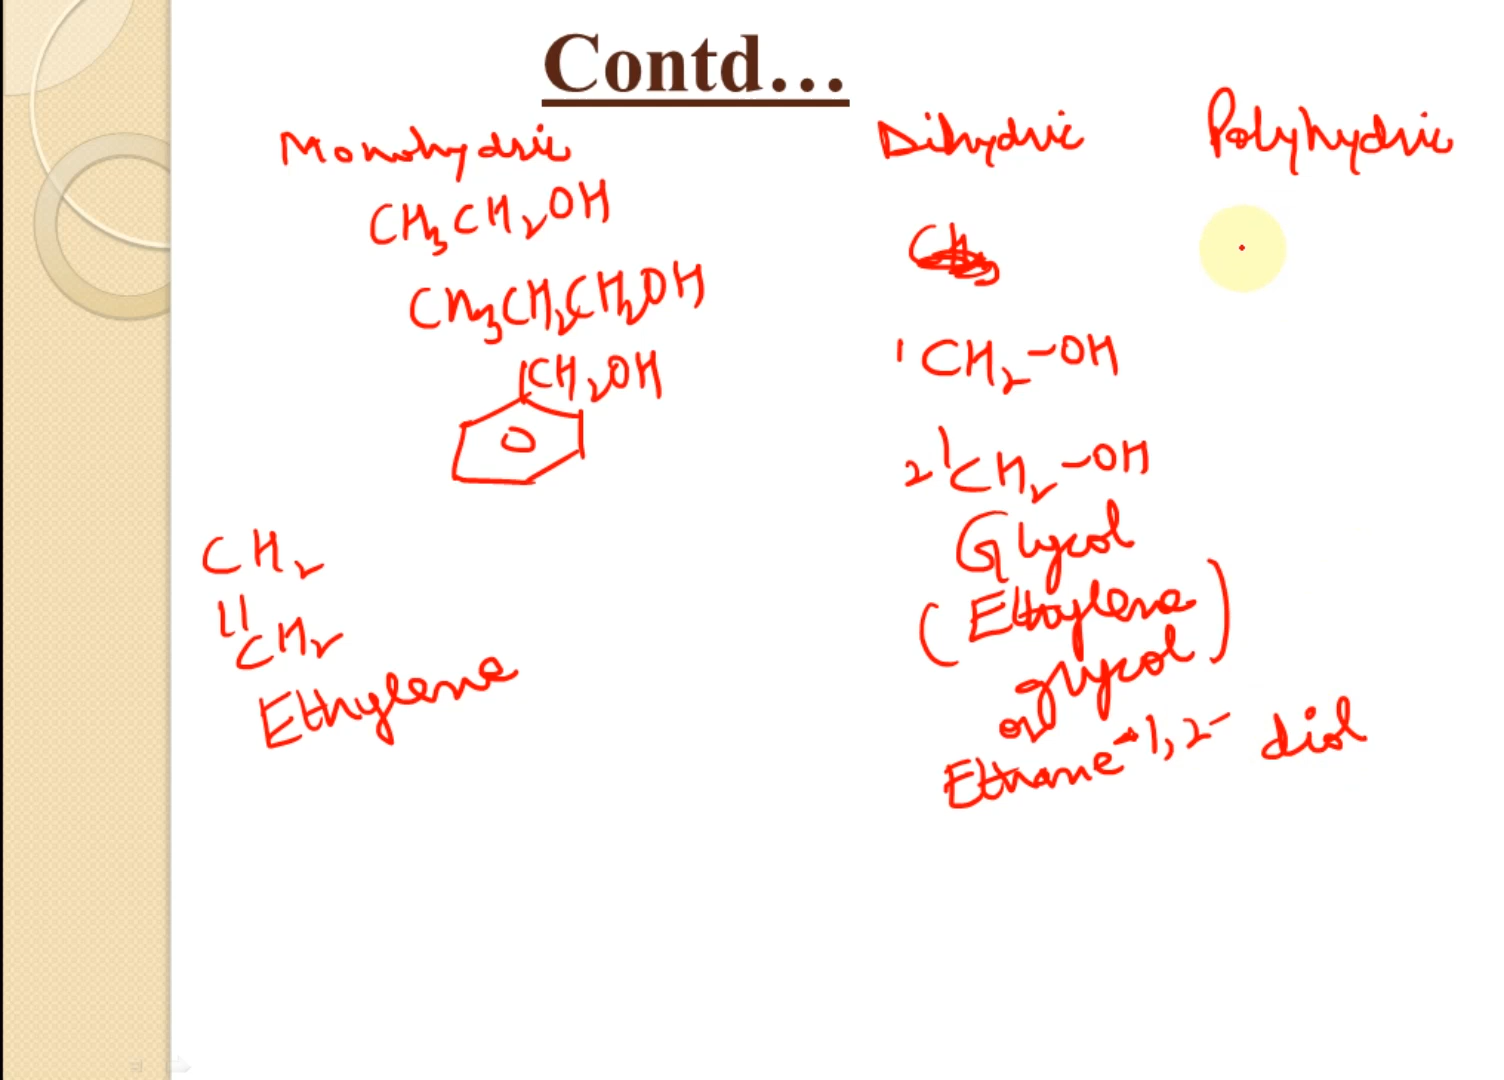 Contd...
Monohydric Dihydric Polyhydric
CH3CH2OH
CH3CH2CH2OH
CH2OH
1 CH2-OH
2 CH2-OH
Glycol
(Ethylene
glycol)
or
Ethane-1,2-diol
CH2
CH2
Ethylene